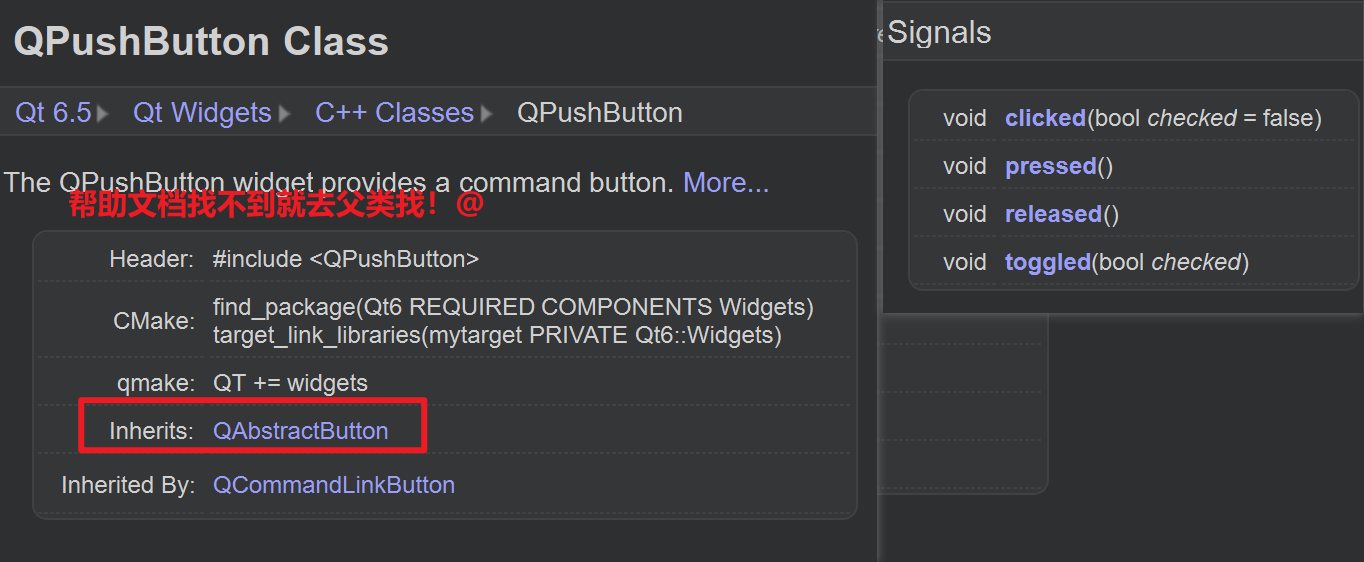 QPushButton Class
Qt 6.5 Qt Widgets C++ Classes QPushButton
The QPushButton widget provides a command button. More...
帮助文档找不到就去父类找！@
Header: #include <QPushButton>
CMake: find_package(Qt6 REQUIRED COMPONENTS Widgets)
target_link_libraries(mytarget PRIVATE Qt6::Widgets)
qmake: QT += widgets
Inherits: QAbstractButton
Inherited By: QCommandLinkButton
Signals
void clicked(bool checked = false)
void pressed()
void released()
void toggled(bool checked)